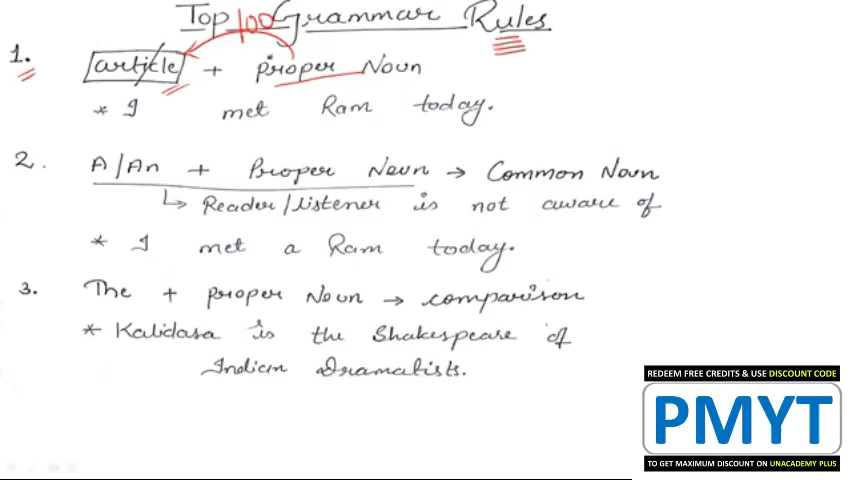 Top 100 Grammar Rules
1. article + proper Noun
* I met Ram today.
2. A/An + Proper Noun → Common Noun
↳ Reader/listener is not aware of
* I met a Ram today.
3. The + proper Noun → comparison
* Kalidasa is the Shakespeare of
Indian Dramatists.
REDEEM FREE CREDITS & USE DISCOUNT CODE
PMYT
TO GET MAXIMUM DISCOUNT ON UNACADEMY PLUS